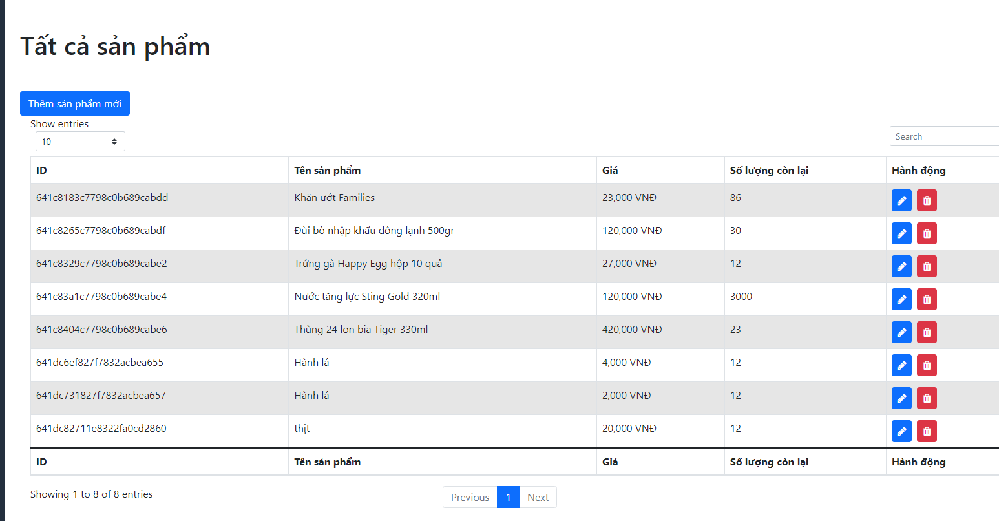 Tất cả sản phẩm
Thêm sản phẩm mới
Show entries
10
Search
ID Tên sản phẩm Giá Số lượng còn lại Hành động
641c8183c7798c0b689cabdd Khăn ướt Families 23,000 VNĐ 86
641c8265c7798c0b689cabdf Đùi bò nhập khẩu đông lạnh 500gr 120,000 VNĐ 30
641c8329c7798c0b689cabe2 Trứng gà Happy Egg hộp 10 quả 27,000 VNĐ 12
641c83a1c7798c0b689cabe4 Nước tăng lực Sting Gold 320ml 120,000 VNĐ 3000
641c8404c7798c0b689cabe6 Thùng 24 lon bia Tiger 330ml 420,000 VNĐ 23
641dc6ef827f7832acbea655 Hành lá 4,000 VNĐ 12
641dc731827f7832acbea657 Hành lá 2,000 VNĐ 12
641dc82711e8322fa0cd2860 thịt 20,000 VNĐ 12
ID Tên sản phẩm Giá Số lượng còn lại Hành động
Showing 1 to 8 of 8 entries
Previous 1 Next